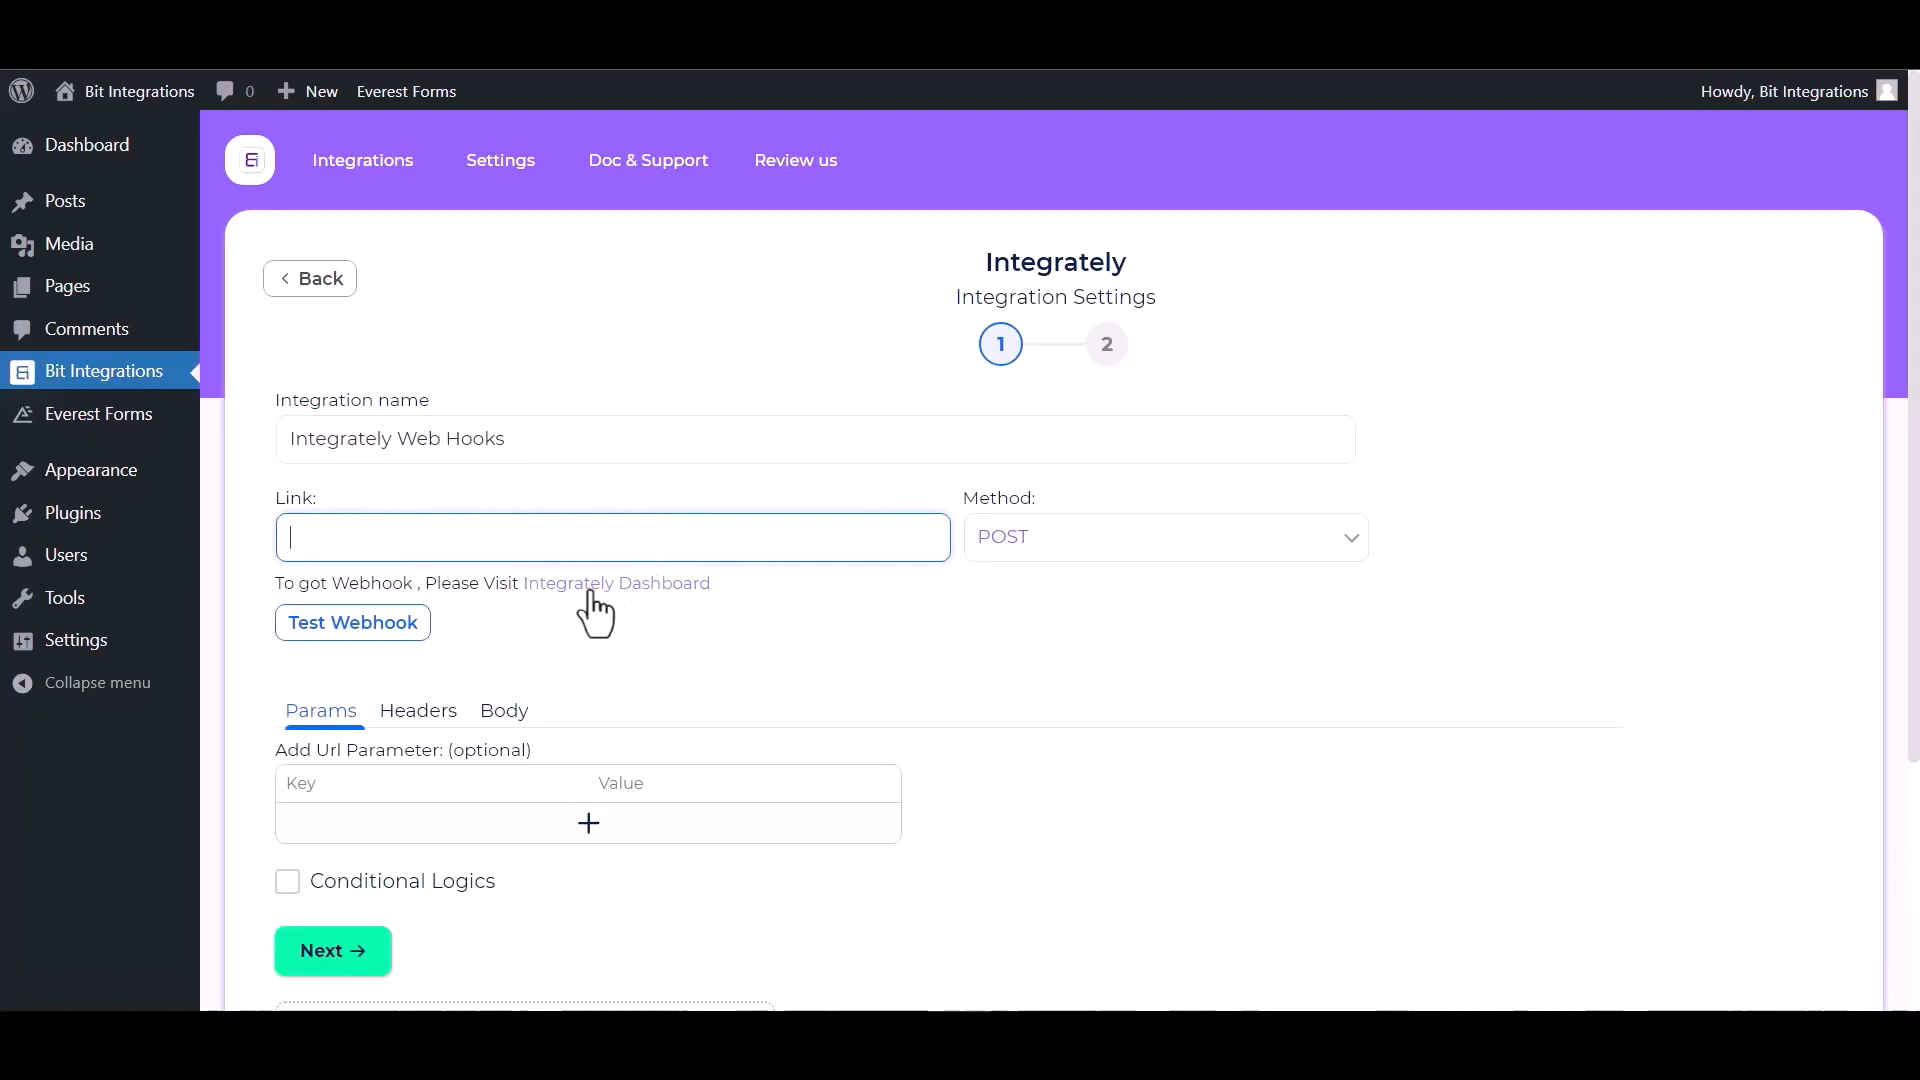 Bit Integrations 0 New Everest Forms Howdy, Bit Integrations
Dashboard
Posts
Media
Pages
Comments
Bit Integrations
Everest Forms
Appearance
Plugins
Users
Tools
Settings
Collapse menu
Integrations Settings Doc & Support Review us
Back
Integrately
Integration Settings
1 2
Integration name
Integrately Web Hooks
Link: Method:
POST
To got Webhook , Please Visit Integrately Dashboard
Test Webhook
Params Headers Body
Add Url Parameter: (optional)
Key Value
Conditional Logics
Next →